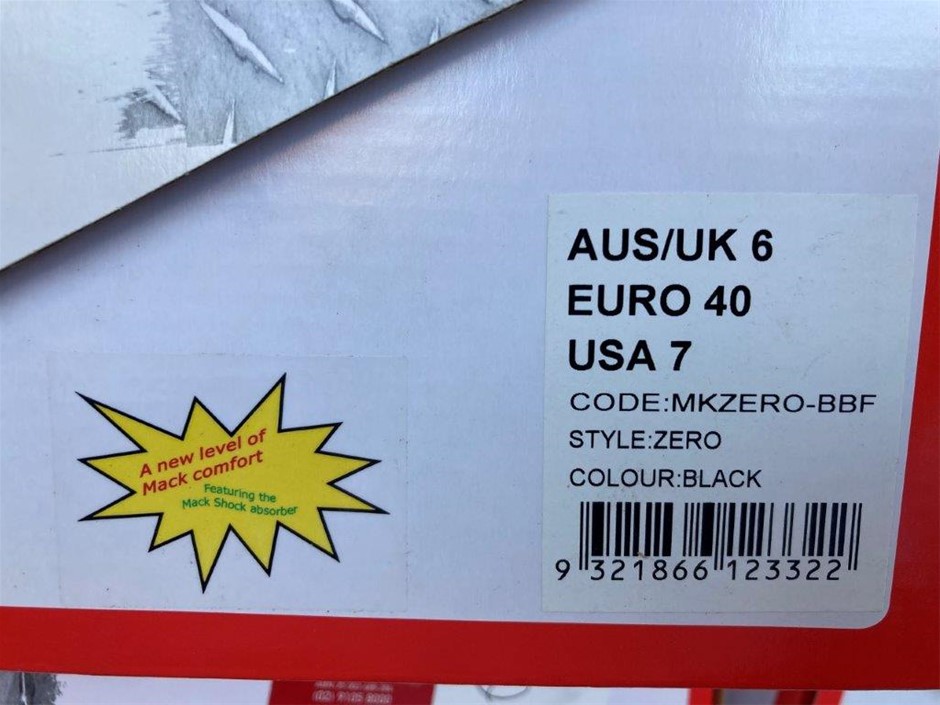 AUS/UK 6
EURO 40
USA 7
CODE:MKZERO-BBF
STYLE:ZERO
COLOUR:BLACK
9 321866 123322
A new level of
Mack comfort
Featuring the
Mack Shock absorber